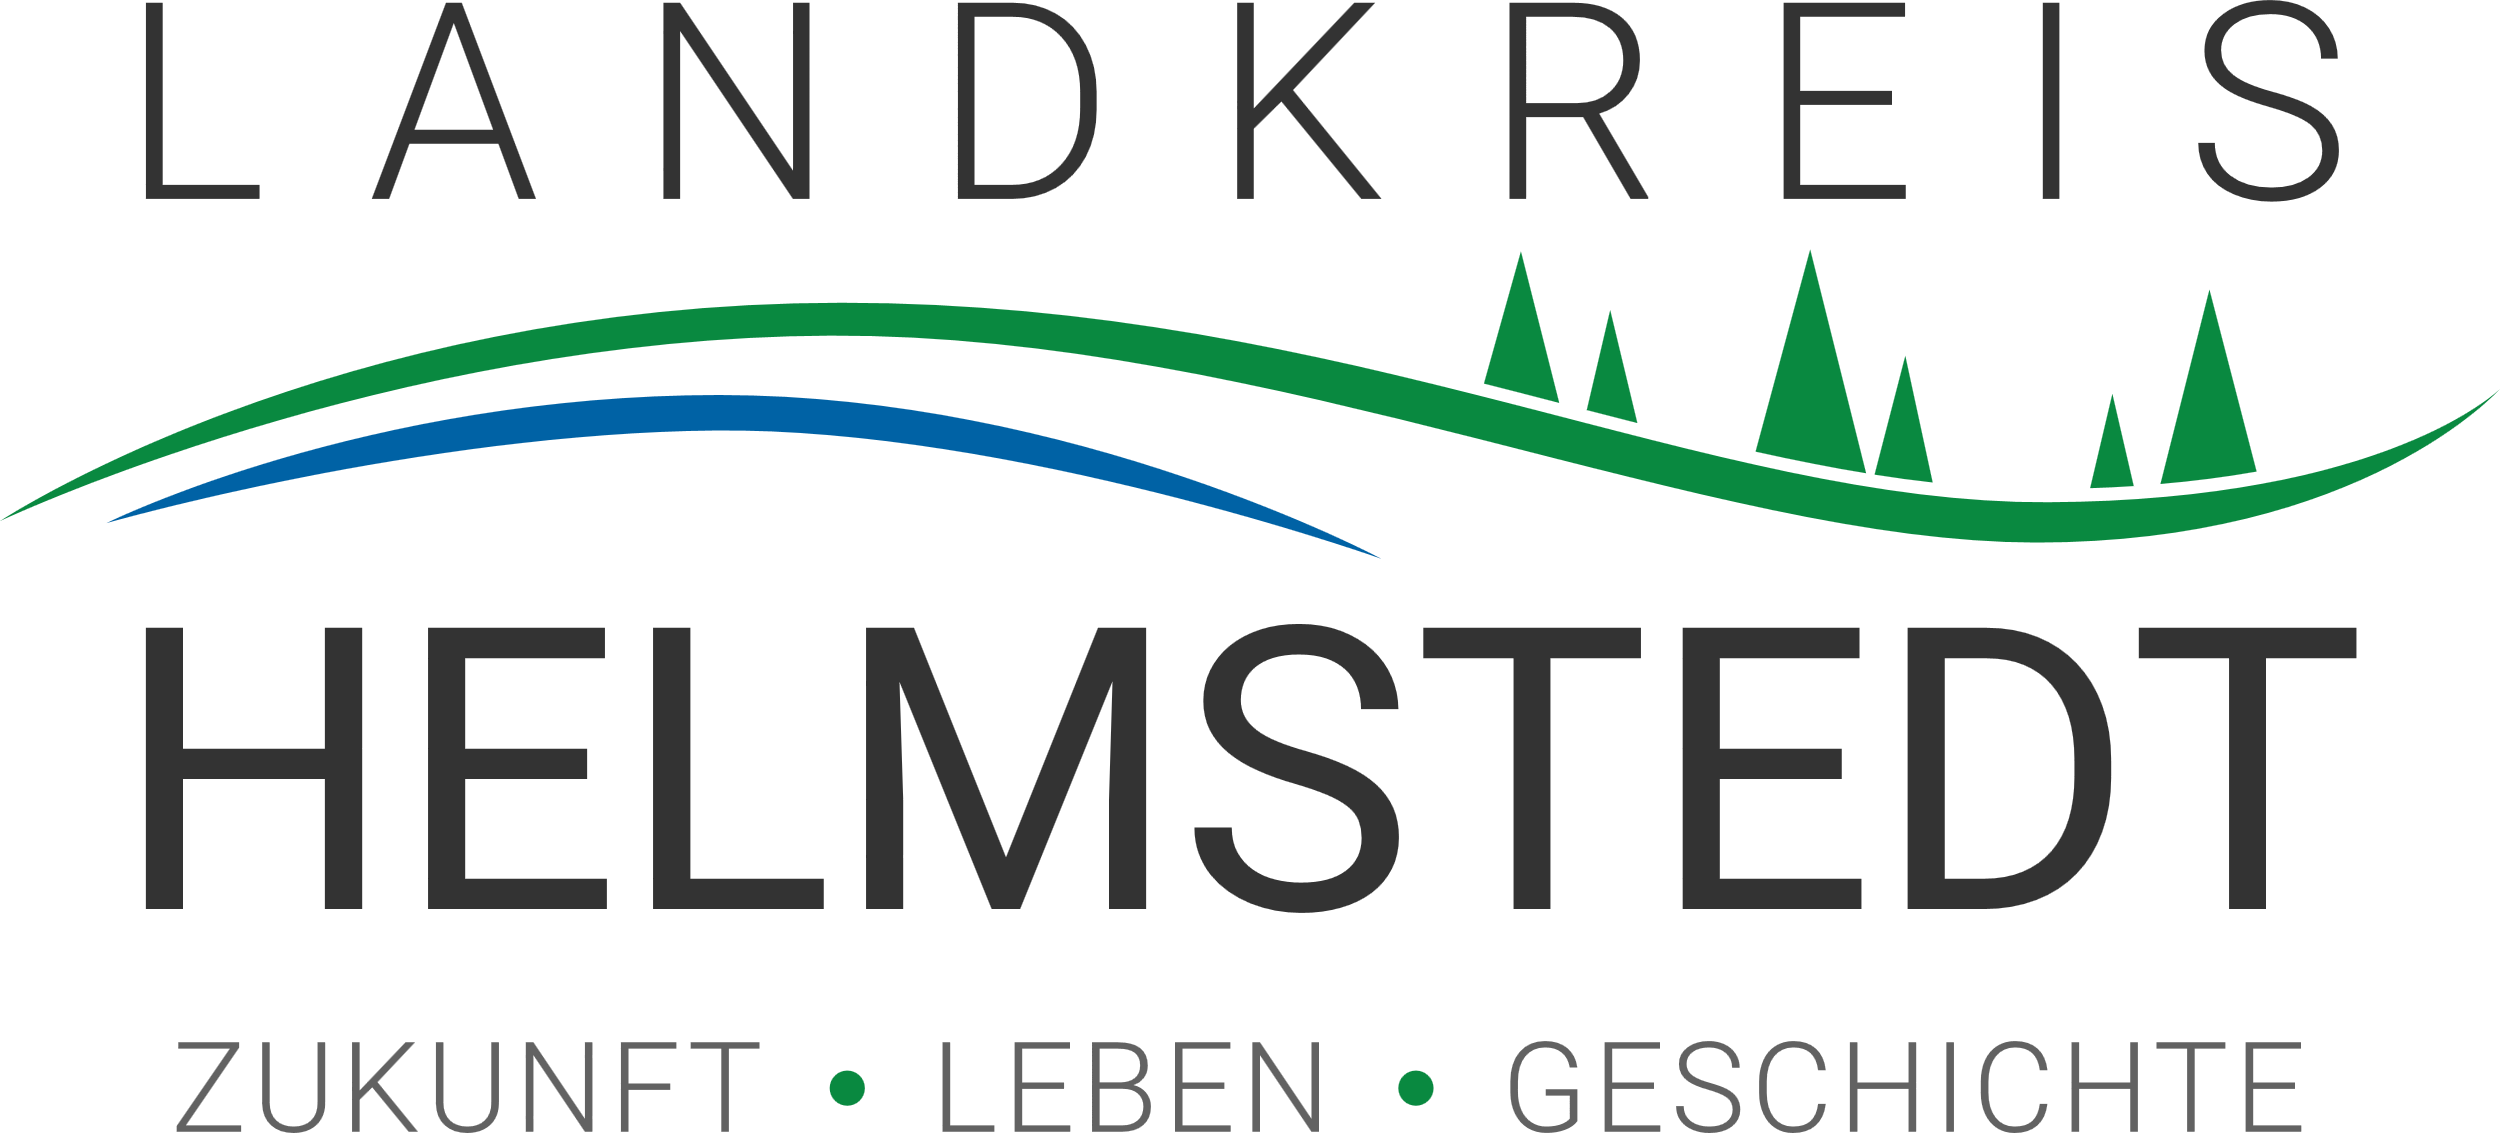 LANDKREIS
HELMSTEDT
ZUKUNFT • LEBEN • GESCHICHTE